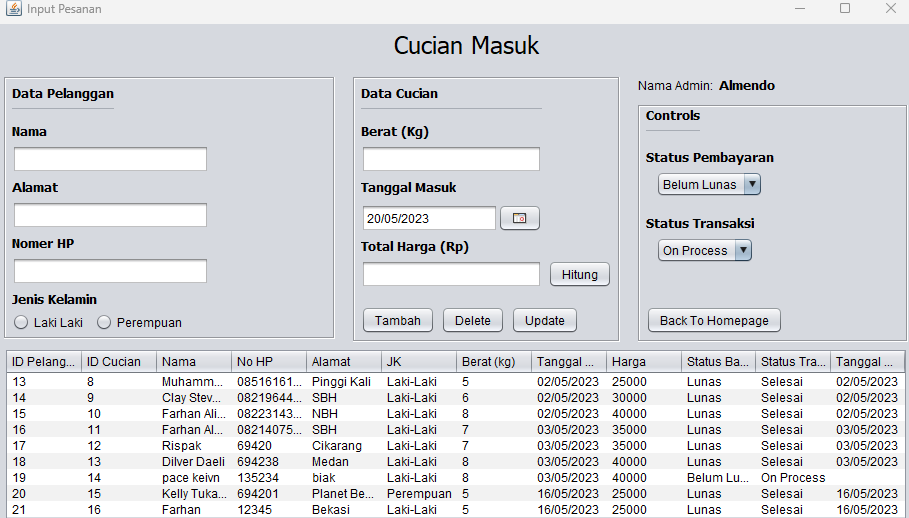 Input Pesanan
Cucian Masuk
Data Pelanggan
Nama
Alamat
Nomer HP
Jenis Kelamin
Laki Laki Perempuan
Data Cucian
Berat (Kg)
Tanggal Masuk
20/05/2023
Total Harga (Rp)
Hitung
Tambah Delete Update
Nama Admin: Almendo
Controls
Status Pembayaran
Belum Lunas
Status Transaksi
On Process
Back To Homepage
ID Pelang... ID Cucian Nama No HP Alamat JK Berat (kg) Tanggal ... Harga Status Ba... Status Tra... Tanggal ...
13 8 Muhamm... 08516161... Pinggi Kali Laki-Laki 5 02/05/2023 25000 Lunas Selesai 02/05/2023
14 9 Clay Stev... 08219644... SBH Laki-Laki 6 02/05/2023 30000 Lunas Selesai 02/05/2023
15 10 Farhan Ali... 08223143... NBH Laki-Laki 8 02/05/2023 40000 Lunas Selesai 02/05/2023
16 11 Farhan Al... 08214075... SBH Laki-Laki 7 03/05/2023 35000 Lunas Selesai 03/05/2023
17 12 Rispak 69420 Cikarang Laki-Laki 7 03/05/2023 35000 Lunas Selesai 03/05/2023
18 13 Dilver Daeli 694238 Medan Laki-Laki 8 03/05/2023 40000 Lunas Selesai 03/05/2023
19 14 pace keivn 135234 biak Laki-Laki 8 03/05/2023 40000 Belum Lu... On Process
20 15 Kelly Tuka... 694201 Planet Be... Perempuan 5 16/05/2023 25000 Lunas Selesai 16/05/2023
21 16 Farhan 12345 Bekasi Laki-Laki 5 16/05/2023 25000 Lunas Selesai 16/05/2023